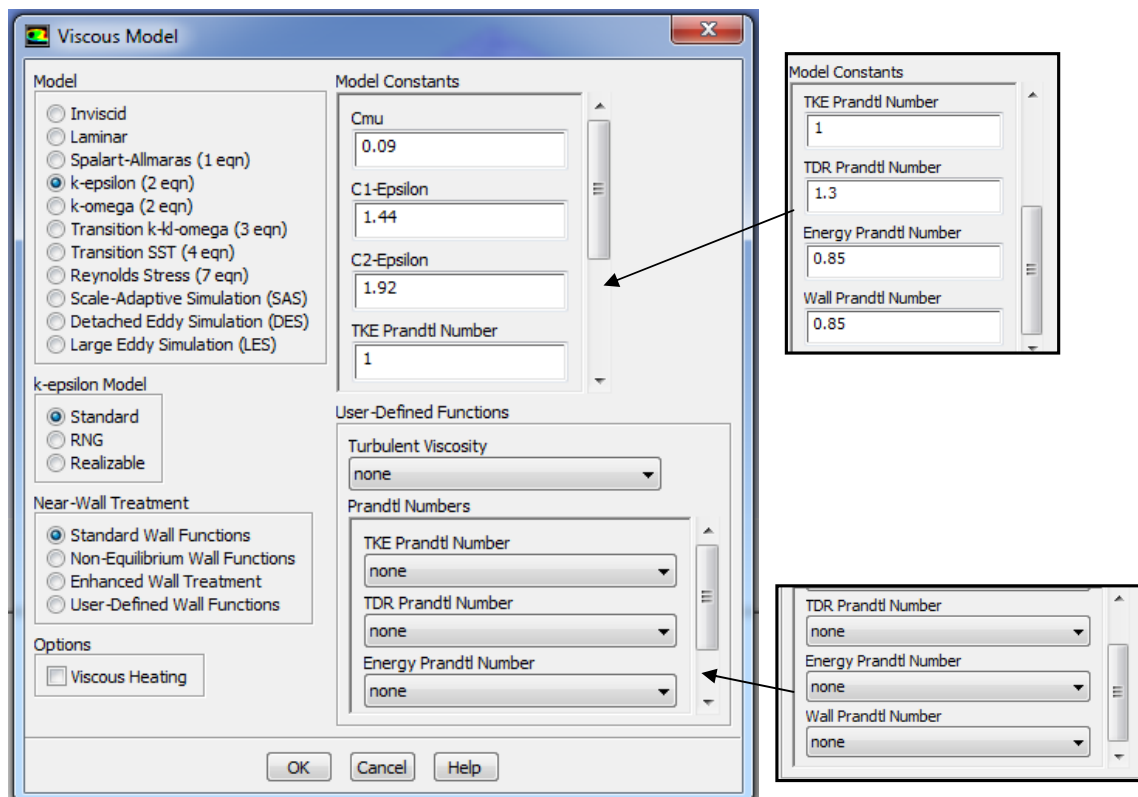 Viscous Model
Model
Inviscid
Laminar
Spalart-Allmaras (1 eqn)
k-epsilon (2 eqn)
k-omega (2 eqn)
Transition k-kl-omega (3 eqn)
Transition SST (4 eqn)
Reynolds Stress (7 eqn)
Scale-Adaptive Simulation (SAS)
Detached Eddy Simulation (DES)
Large Eddy Simulation (LES)
k-epsilon Model
Standard
RNG
Realizable
Near-Wall Treatment
Standard Wall Functions
Non-Equilibrium Wall Functions
Enhanced Wall Treatment
User-Defined Wall Functions
Options
Viscous Heating
Model Constants
Cmu
0.09
C1-Epsilon
1.44
C2-Epsilon
1.92
TKE Prandtl Number
1
User-Defined Functions
Turbulent Viscosity
none
Prandtl Numbers
TKE Prandtl Number
none
TDR Prandtl Number
none
Energy Prandtl Number
none
OK
Cancel
Help
Model Constants
TKE Prandtl Number
1
TDR Prandtl Number
1.3
Energy Prandtl Number
0.85
Wall Prandtl Number
0.85
TDR Prandtl Number
none
Energy Prandtl Number
none
Wall Prandtl Number
none